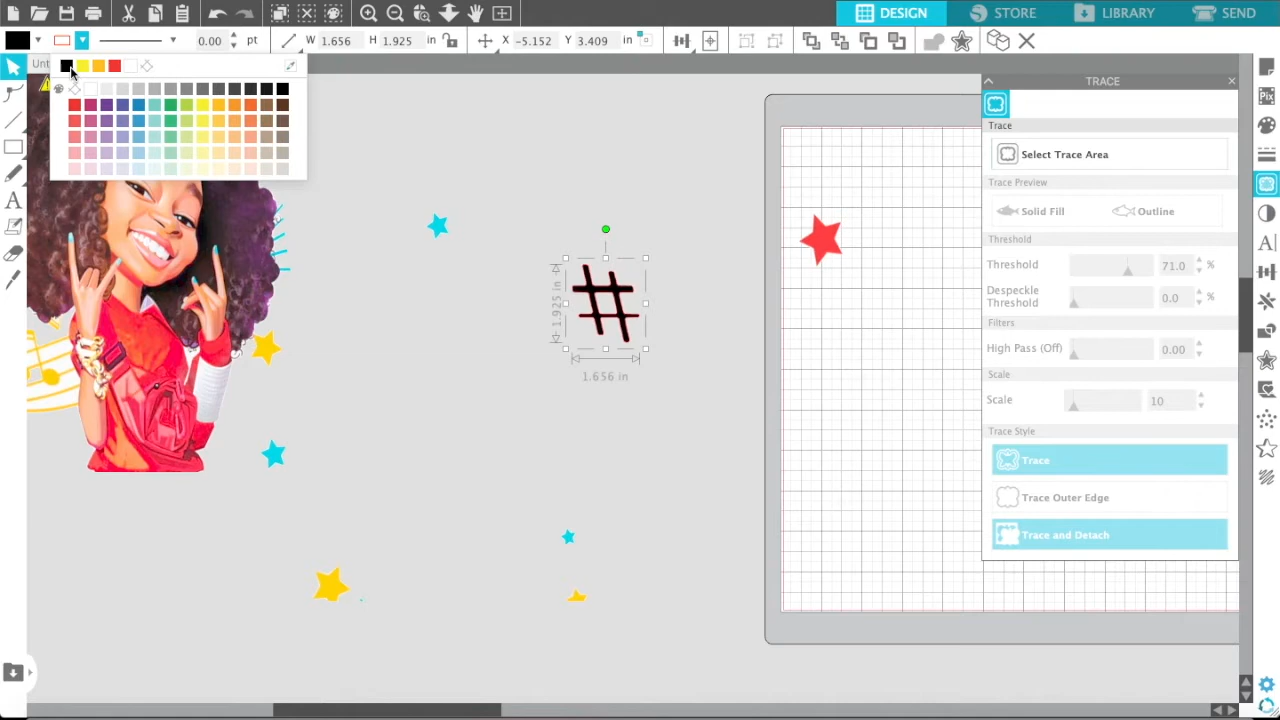 DESIGN
STORE
LIBRARY
SEND
0.00 pt
W 1.656 H 1.925 in
X -5.152 Y 3.409 in
Unt
TRACE
Trace
Select Trace Area
Trace Preview
Solid Fill
Outline
Threshold
Threshold 71.0 %
Despeckle Threshold 0.0 %
Filters
High Pass (Off) 0.00
Scale
Scale 10
Trace Style
Trace
Trace Outer Edge
Trace and Detach
#
1.925 in
1.656 in